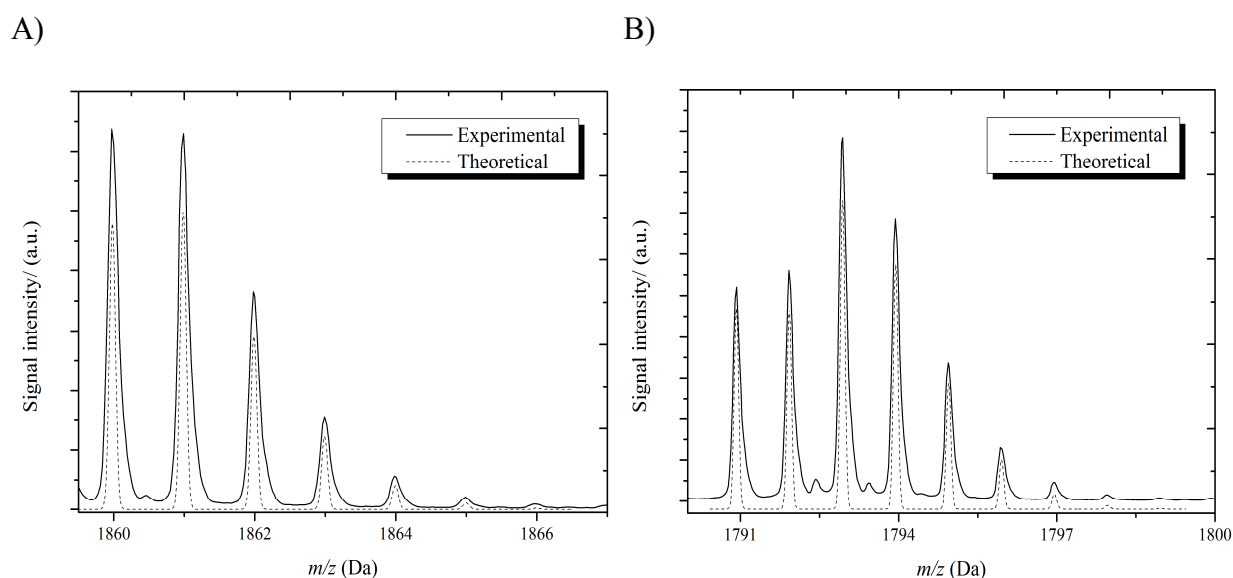 A)
Experimental
Theoretical
Signal intensity/ (a.u.)
1860
1862
1864
1866
m/z (Da)
B)
Experimental
Theoretical
Signal intensity/ (a.u.)
1791
1794
1797
1800
m/z (Da)